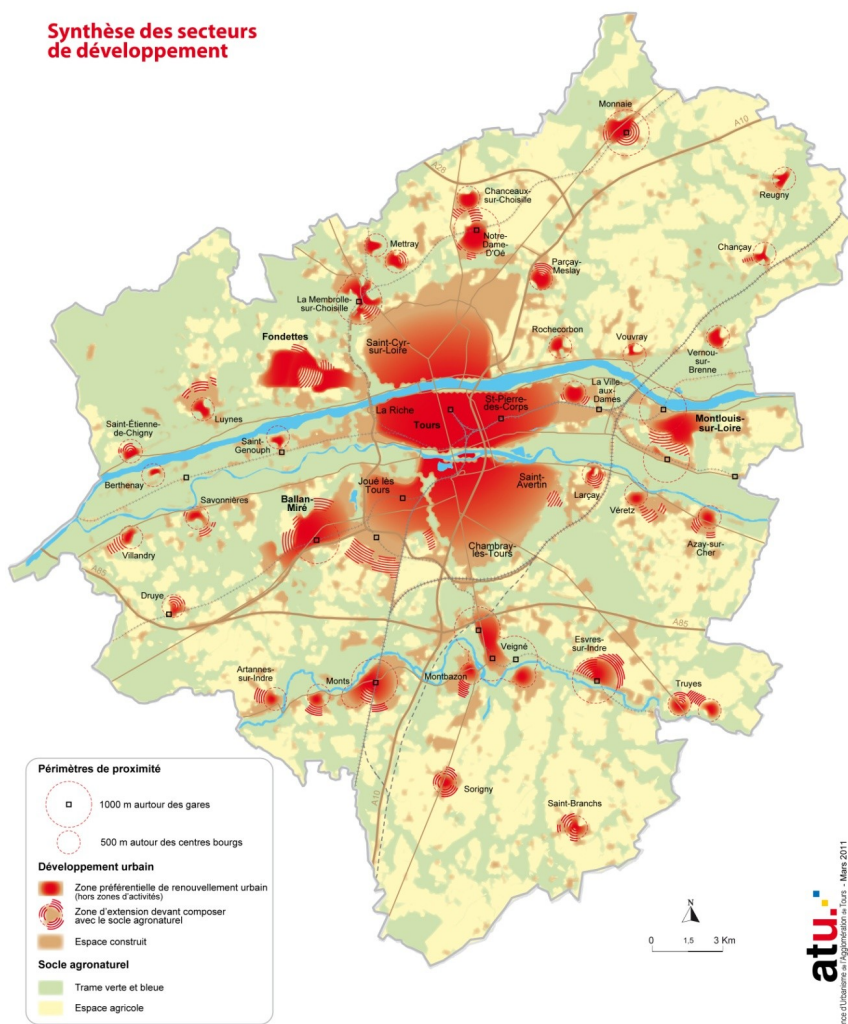 Synthèse des secteurs
de développement
Monnaie
A10
A28
Reugny
Chanceaux-
sur-Choisille
Notre-
Dame-
D'Oé
Mettray
Chançay
Parçay-
Meslay
La Membrolle-
sur-Choisille
Rochecorbon
Vouvray
Vernou-
sur-
Brenne
Fondettes
Saint-Cyr-
sur-Loire
La Ville-
aux-
Dames
Luynes
La Riche
St-Pierre-
des-Corps
Tours
Montlouis-
sur-Loire
Saint-Étienne-
de-Chigny
Saint-
Genouph
Berthenay
Joué lès
Tours
Saint-
Avertin
Larçay
Ballan-
Miré
Savonnières
Véretz
Azay-sur-
Cher
Villandry
Chambray-
lès-Tours
A85
Druye
A85
Veigné
Esvres-
sur-Indre
Artannes-
sur-Indre
Monts
Montbazon
Truyes
A10
Sorigny
Saint-Branchs
Périmètres de proximité
1000 m aurtour des gares
500 m autour des centres bourgs
Développement urbain
Zone préférentielle de renouvellement urbain
(hors zones d'activités)
Zone d'extension devant composer
avec le socle agronaturel
Espace construit
Socle agronaturel
Trame verte et bleue
Espace agricole
N
0 1,5 3 Km
atu.
nce d'Urbanisme de l'Agglomération de Tours - Mars 2011